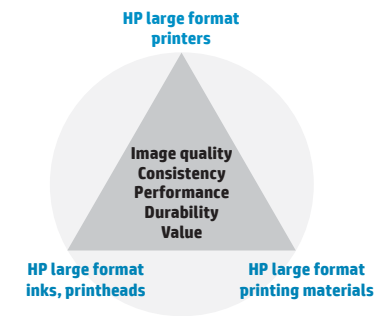 HP large format
printers
Image quality
Consistency
Performance
Durability
Value
HP large format
inks, printheads
HP large format
printing materials